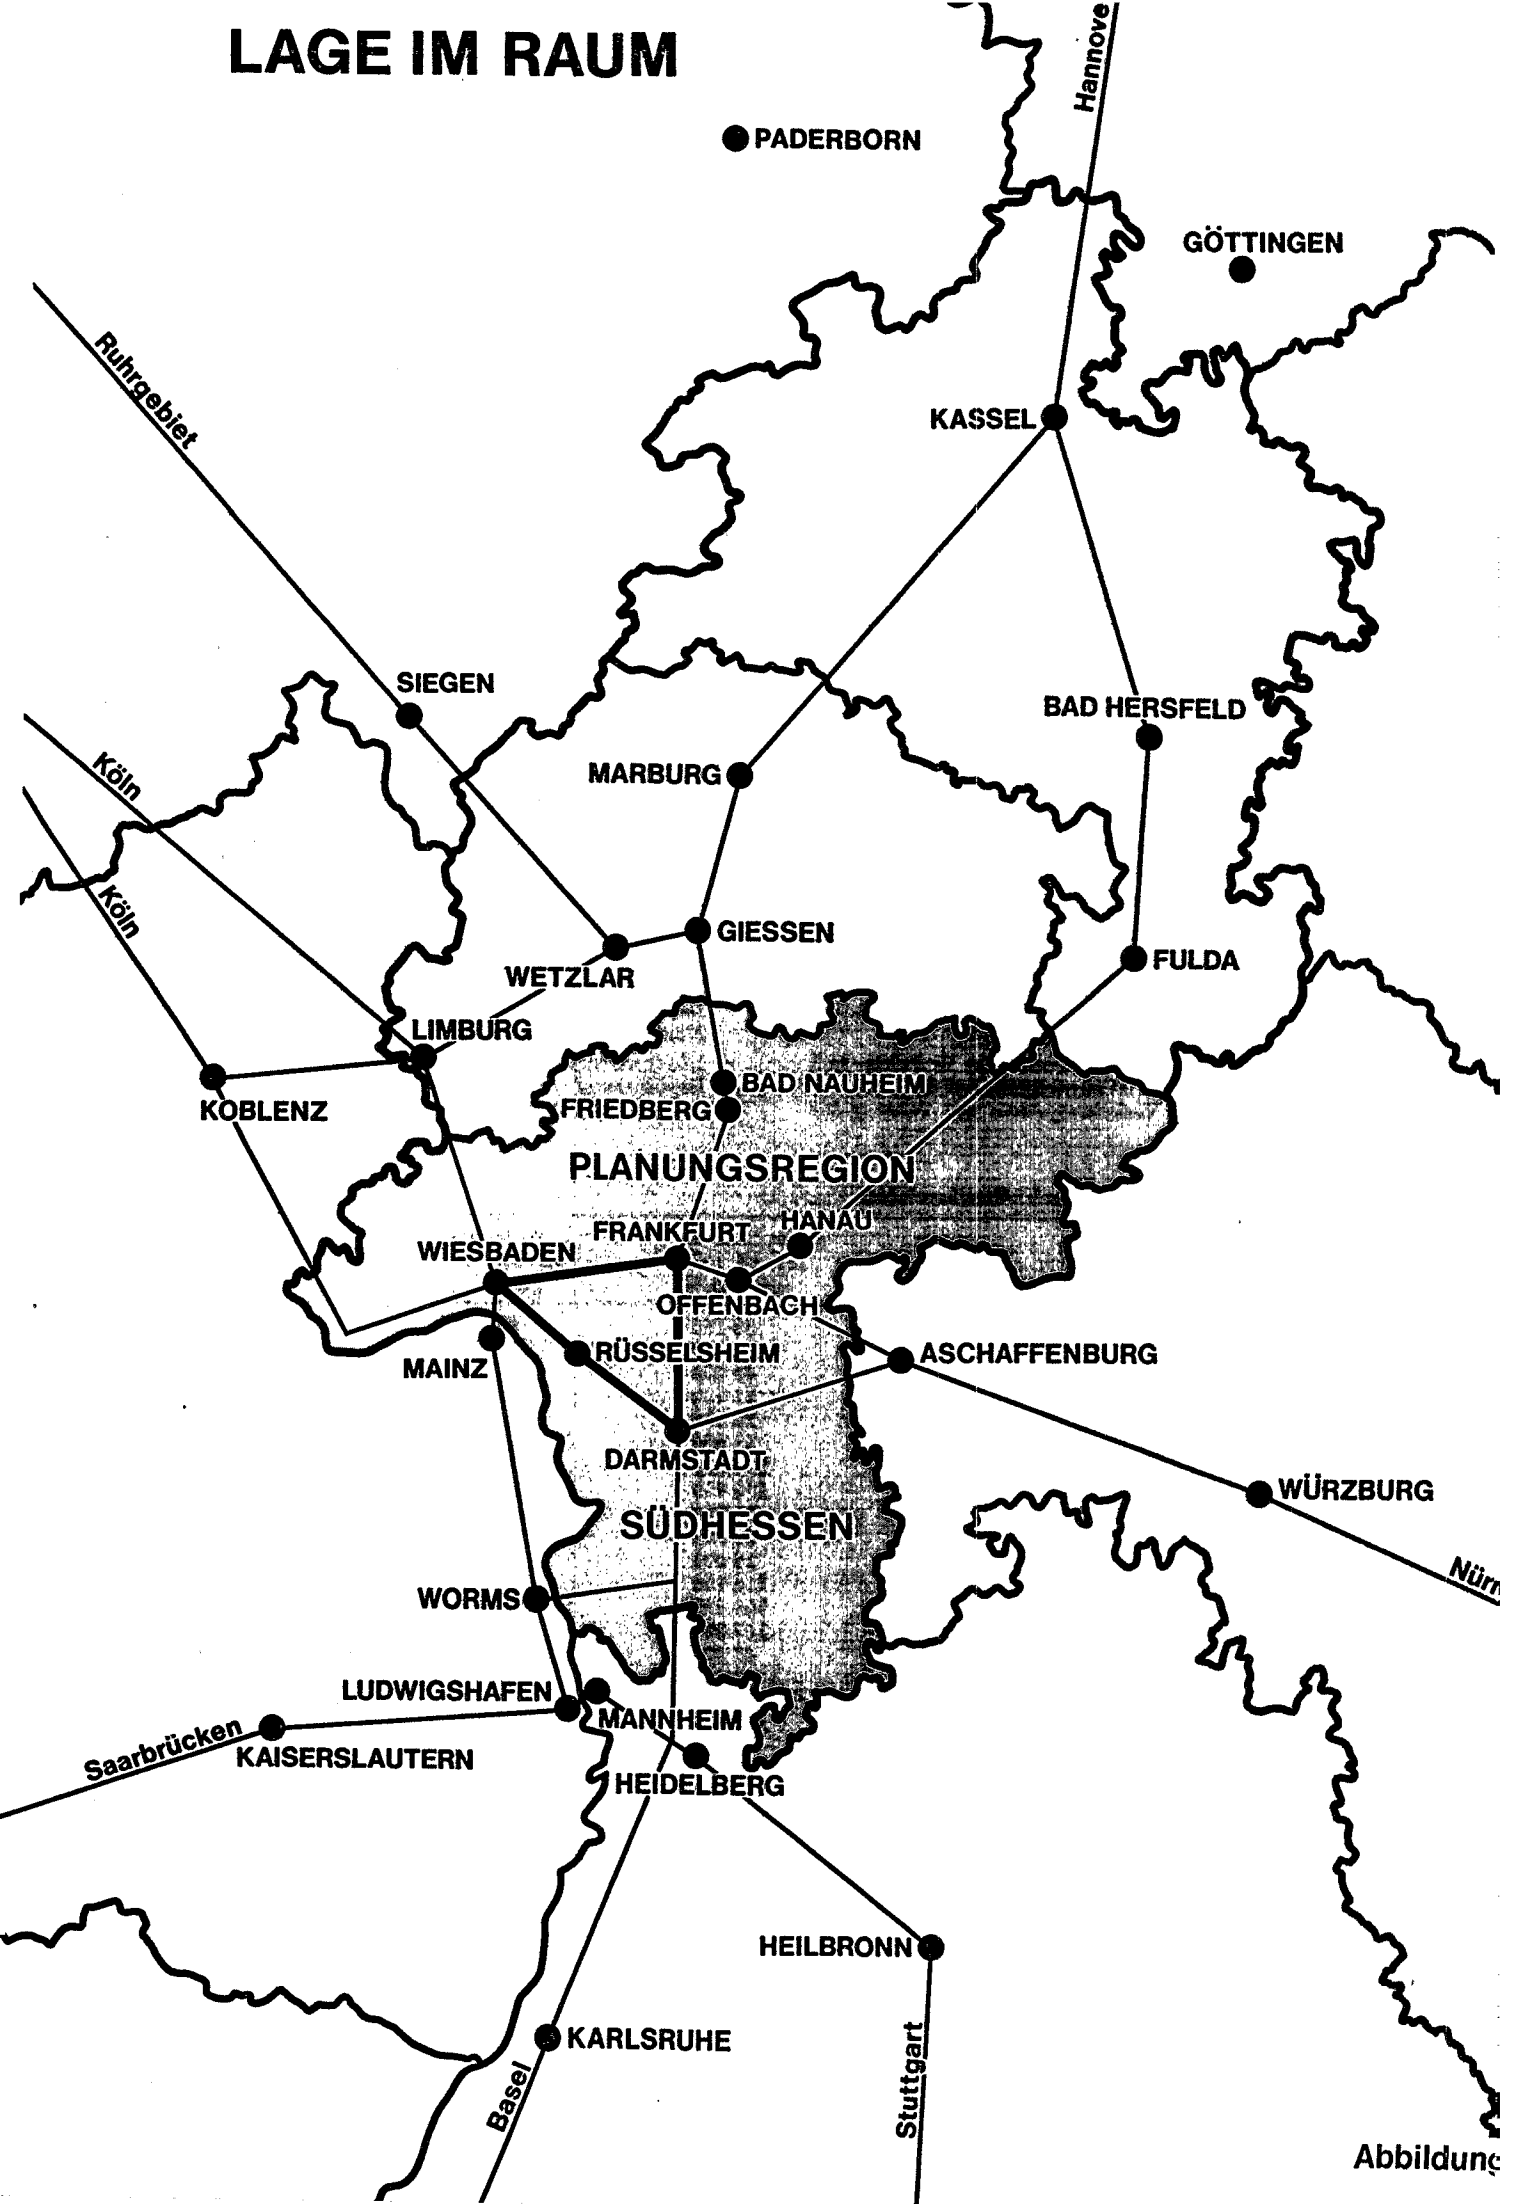 LAGE IM RAUM
Hannove
PADERBORN
GÖTTINGEN
Ruhrgebiet
KASSEL
SIEGEN
BAD HERSFELD
Köln
MARBURG
Köln
GIESSEN
FULDA
WETZLAR
LIMBURG
BAD NAUHEIM
KOBLENZ
FRIEDBERG
PLANUNGSREGION
HANAU
FRANKFURT
WIESBADEN
OFFENBACH
RÜSSELSHEIM
ASCHAFFENBURG
MAINZ
DARMSTADT
WÜRZBURG
SÜDHESSEN
Nürn
WORMS
LUDWIGSHAFEN
MANNHEIM
Saarbrücken
KAISERSLAUTERN
HEIDELBERG
HEILBRONN
KARLSRUHE
Stuttgart
Basel
Abbildung